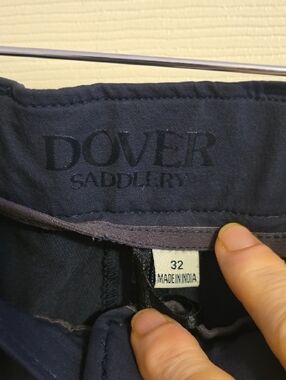 DOVER
SADDLERY
32
MADE IN INDIA